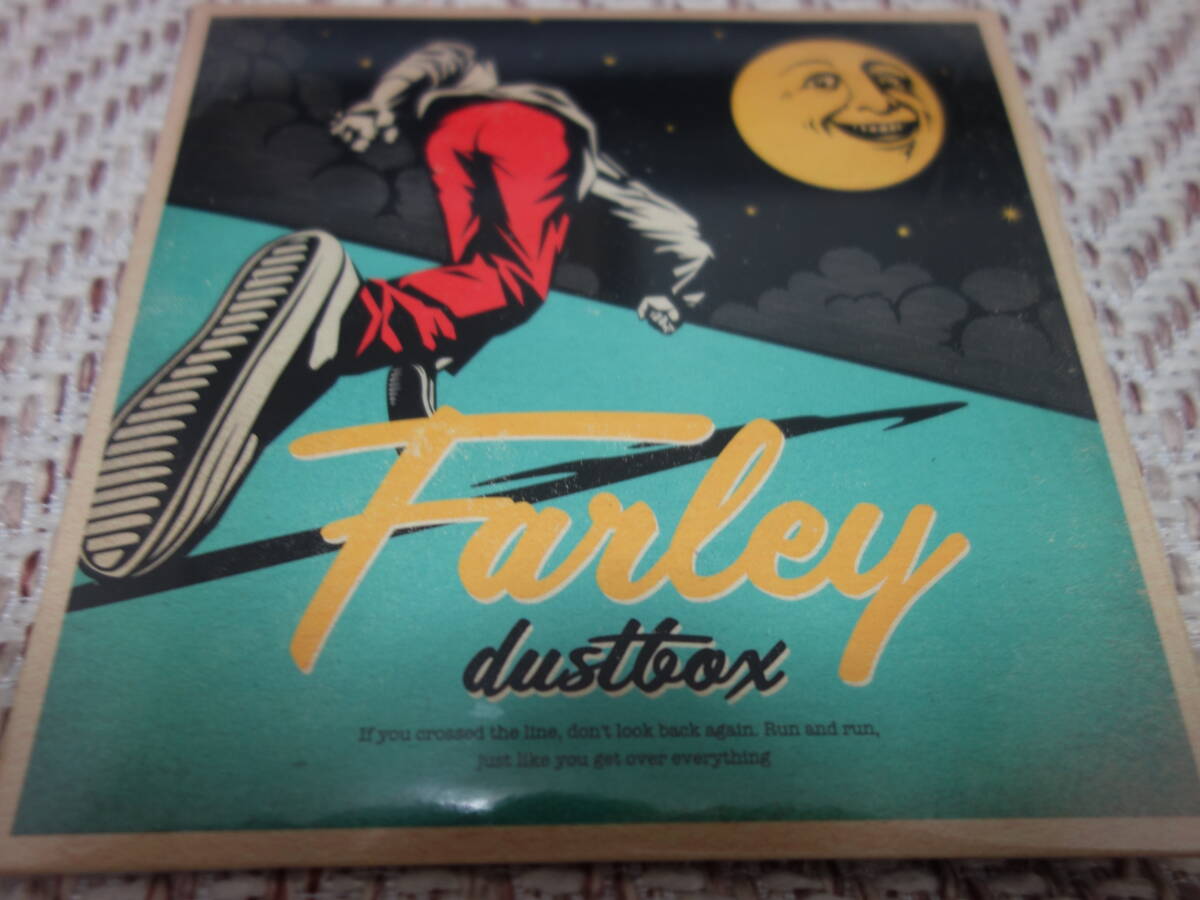 Farley
dustbox
If you crossed the line, don't look back again. Run and run,
just like you get over everything